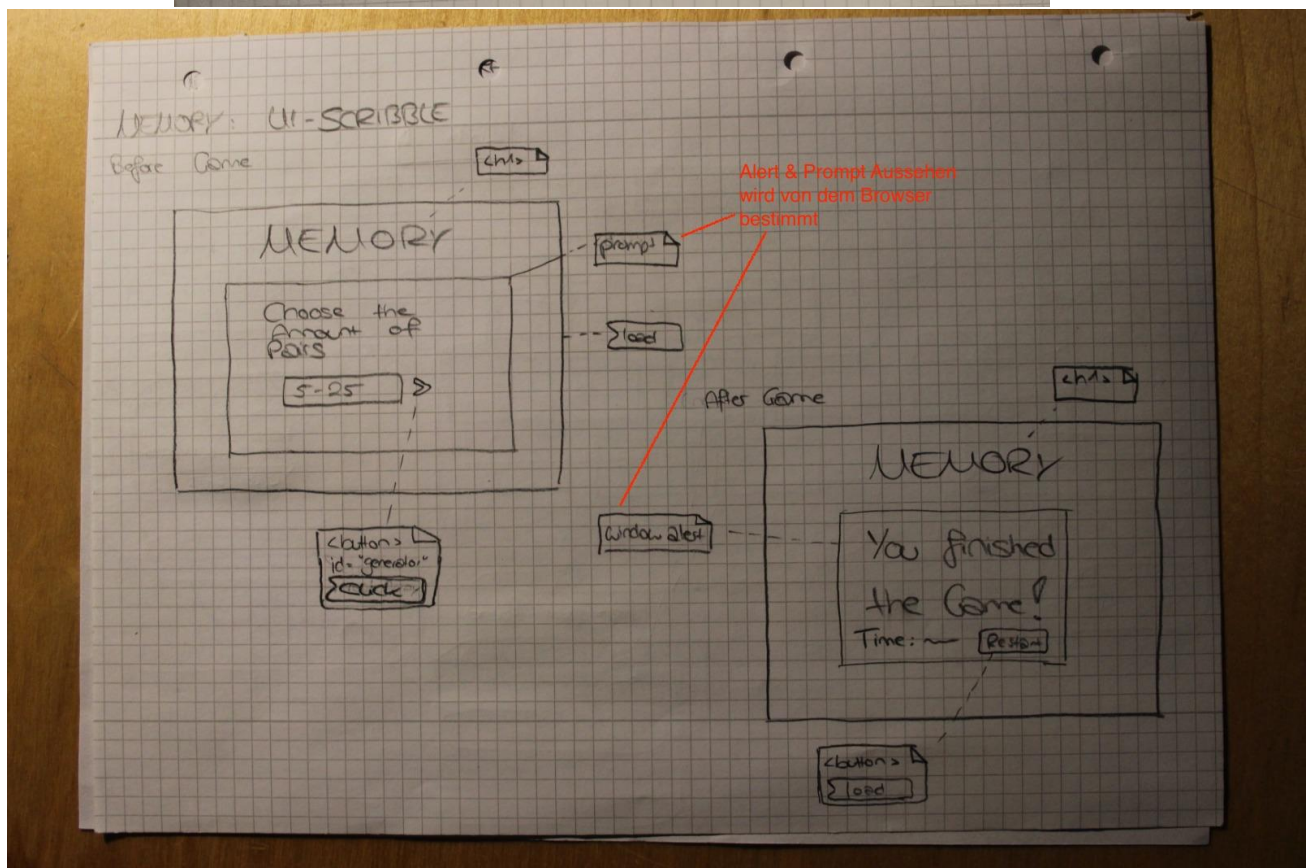 MEMORY: UI-SCRIBBLE
Before Game
<h1>
MEMORY
Choose the
Amount of
Pairs
5-25
prompt
load
<button>
id="generator"
click
Alert & Prompt Aussehen
wird von dem Browser
bestimmt
After Game
<h1>
MEMORY
window alert
You finished
the Game!
Time: Restart
<button>
load